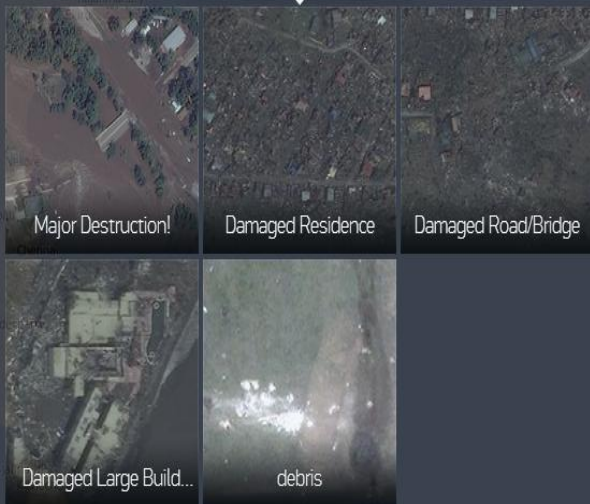 Major Destruction!
Damaged Residence
Damaged Road/Bridge
Damaged Large Build...
debris